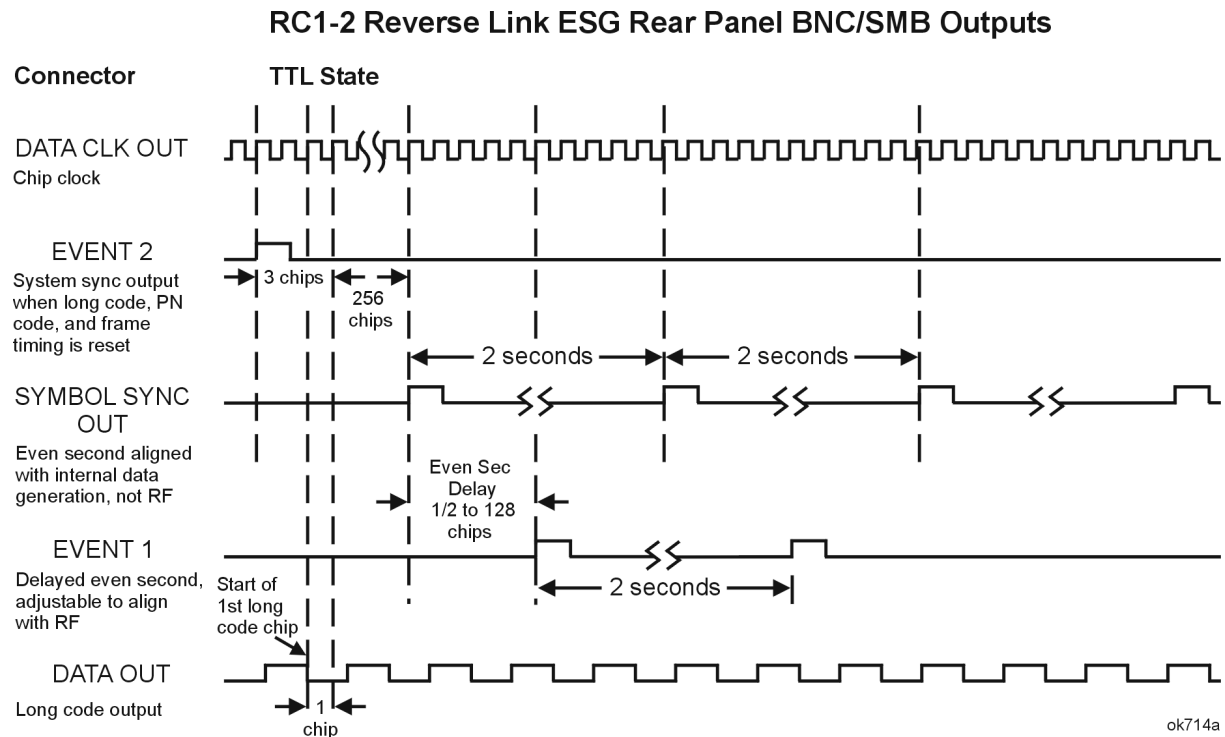 RC1-2 Reverse Link ESG Rear Panel BNC/SMB Outputs
Connector
TTL State
DATA CLK OUT
Chip clock
EVENT 2
System sync output
when long code, PN
code, and frame
timing is reset
3 chips
256
chips
2 seconds
2 seconds
SYMBOL SYNC
OUT
Even second aligned
with internal data
generation, not RF
Even Sec
Delay
1/2 to 128
chips
EVENT 1
Delayed even second,
adjustable to align
with RF
2 seconds
Start of
1st long
code chip
DATA OUT
Long code output
1
chip
ok714a